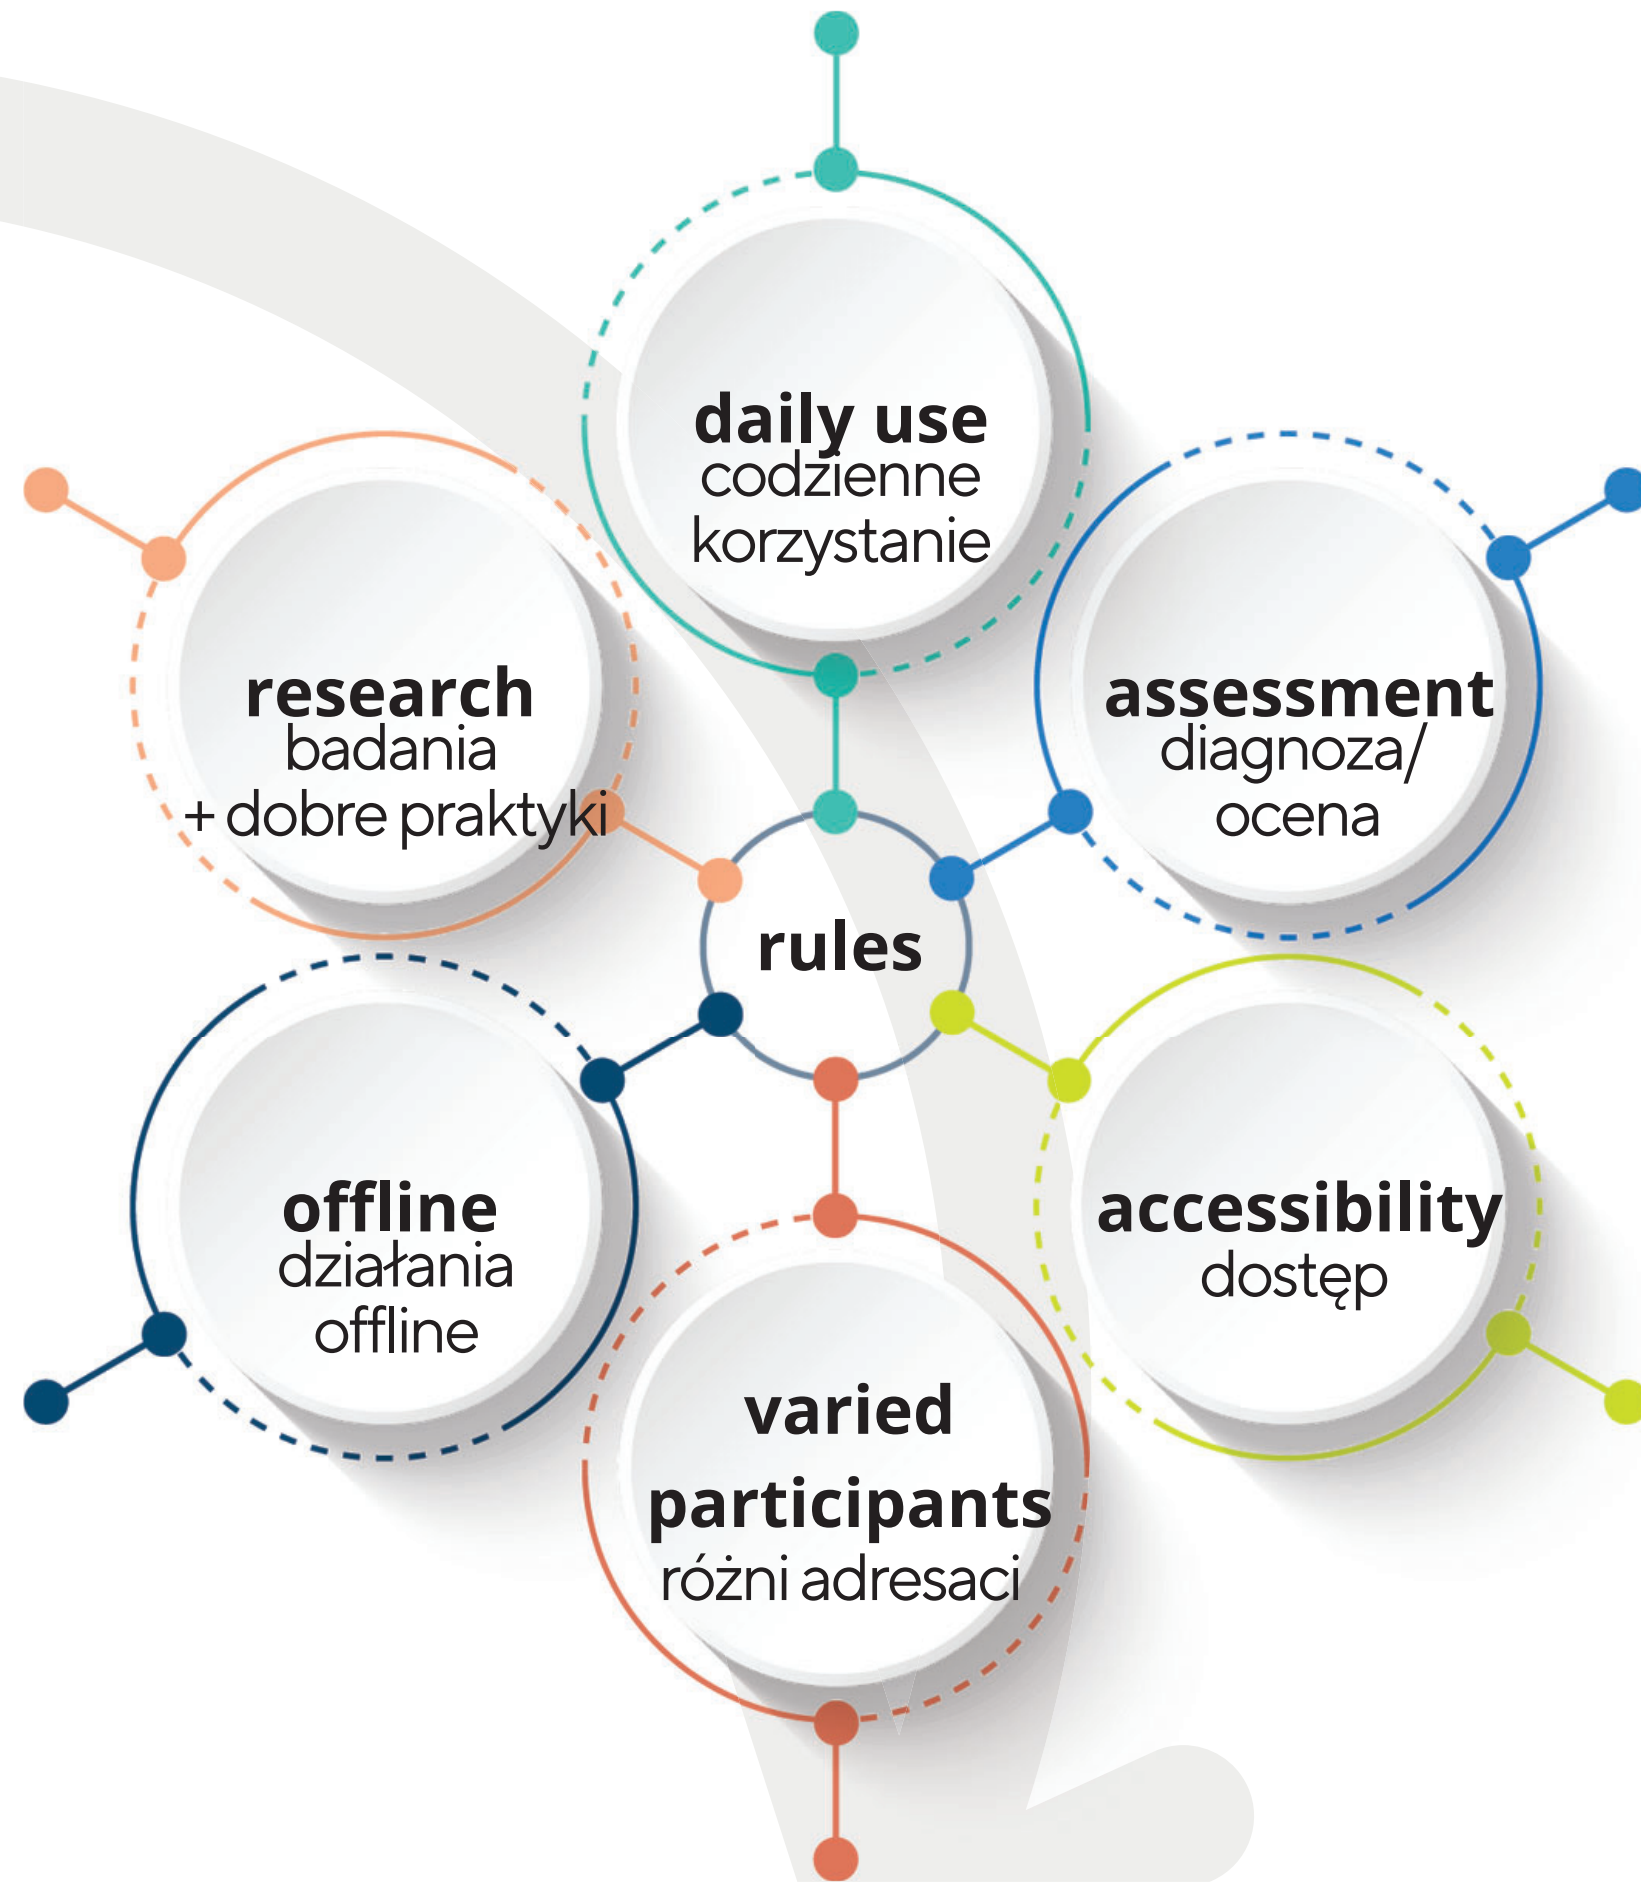 daily use
codzienne
korzystanie
research
badania
+ dobre praktyki
assessment
diagnoza/
ocena
rules
offline
działania
offline
accessibility
dostęp
varied
participants
różni adresaci